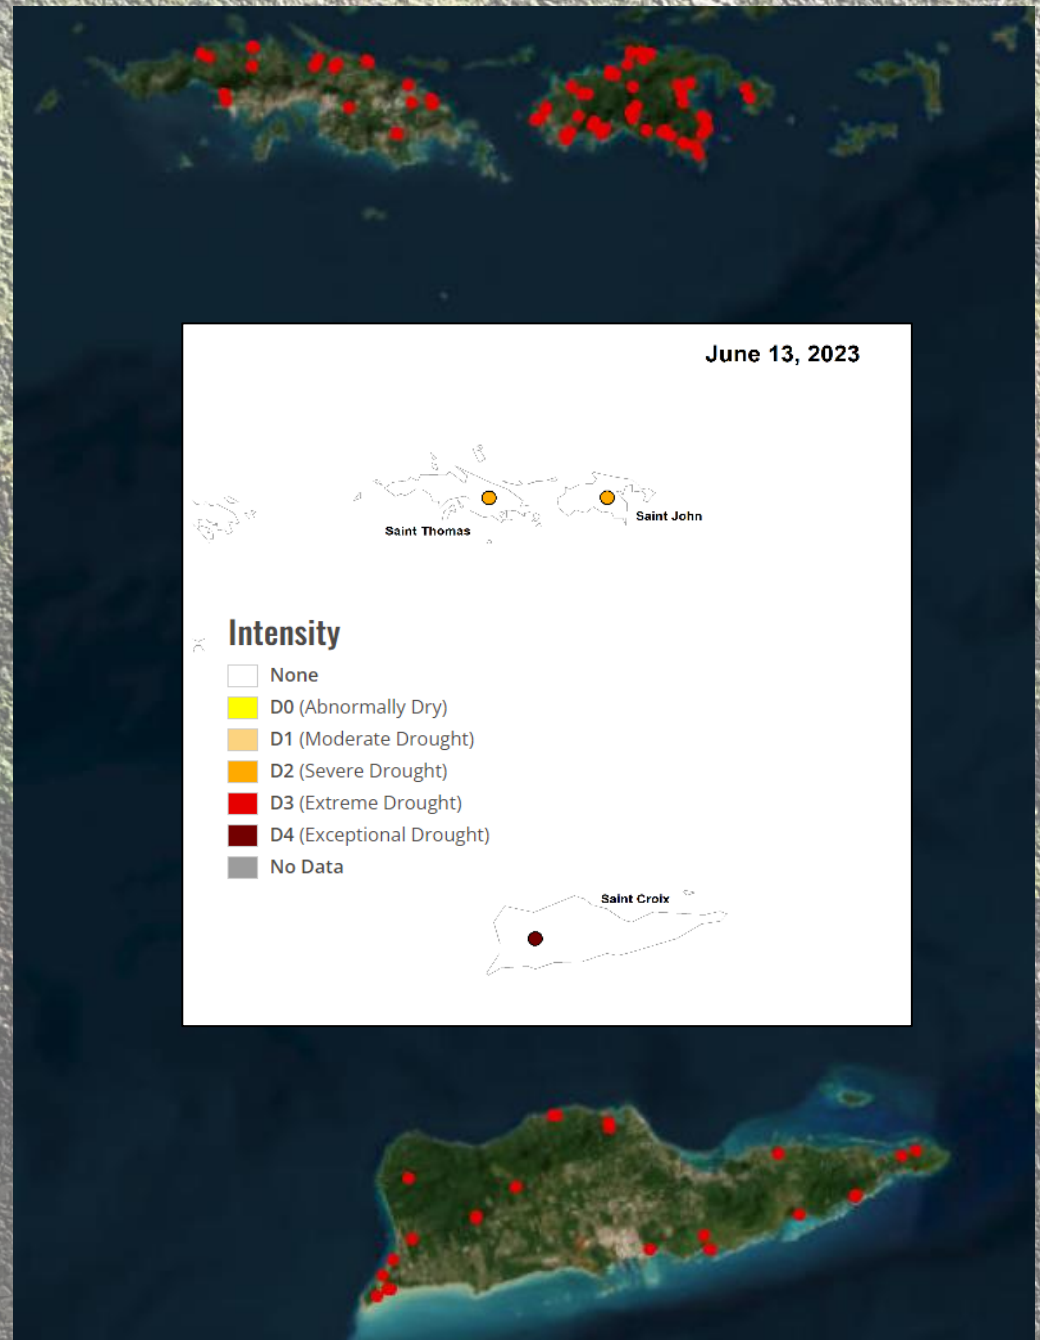 June 13, 2023
Saint Thomas
Saint John
Intensity
None
D0 (Abnormally Dry)
D1 (Moderate Drought)
D2 (Severe Drought)
D3 (Extreme Drought)
D4 (Exceptional Drought)
No Data
Saint Croix